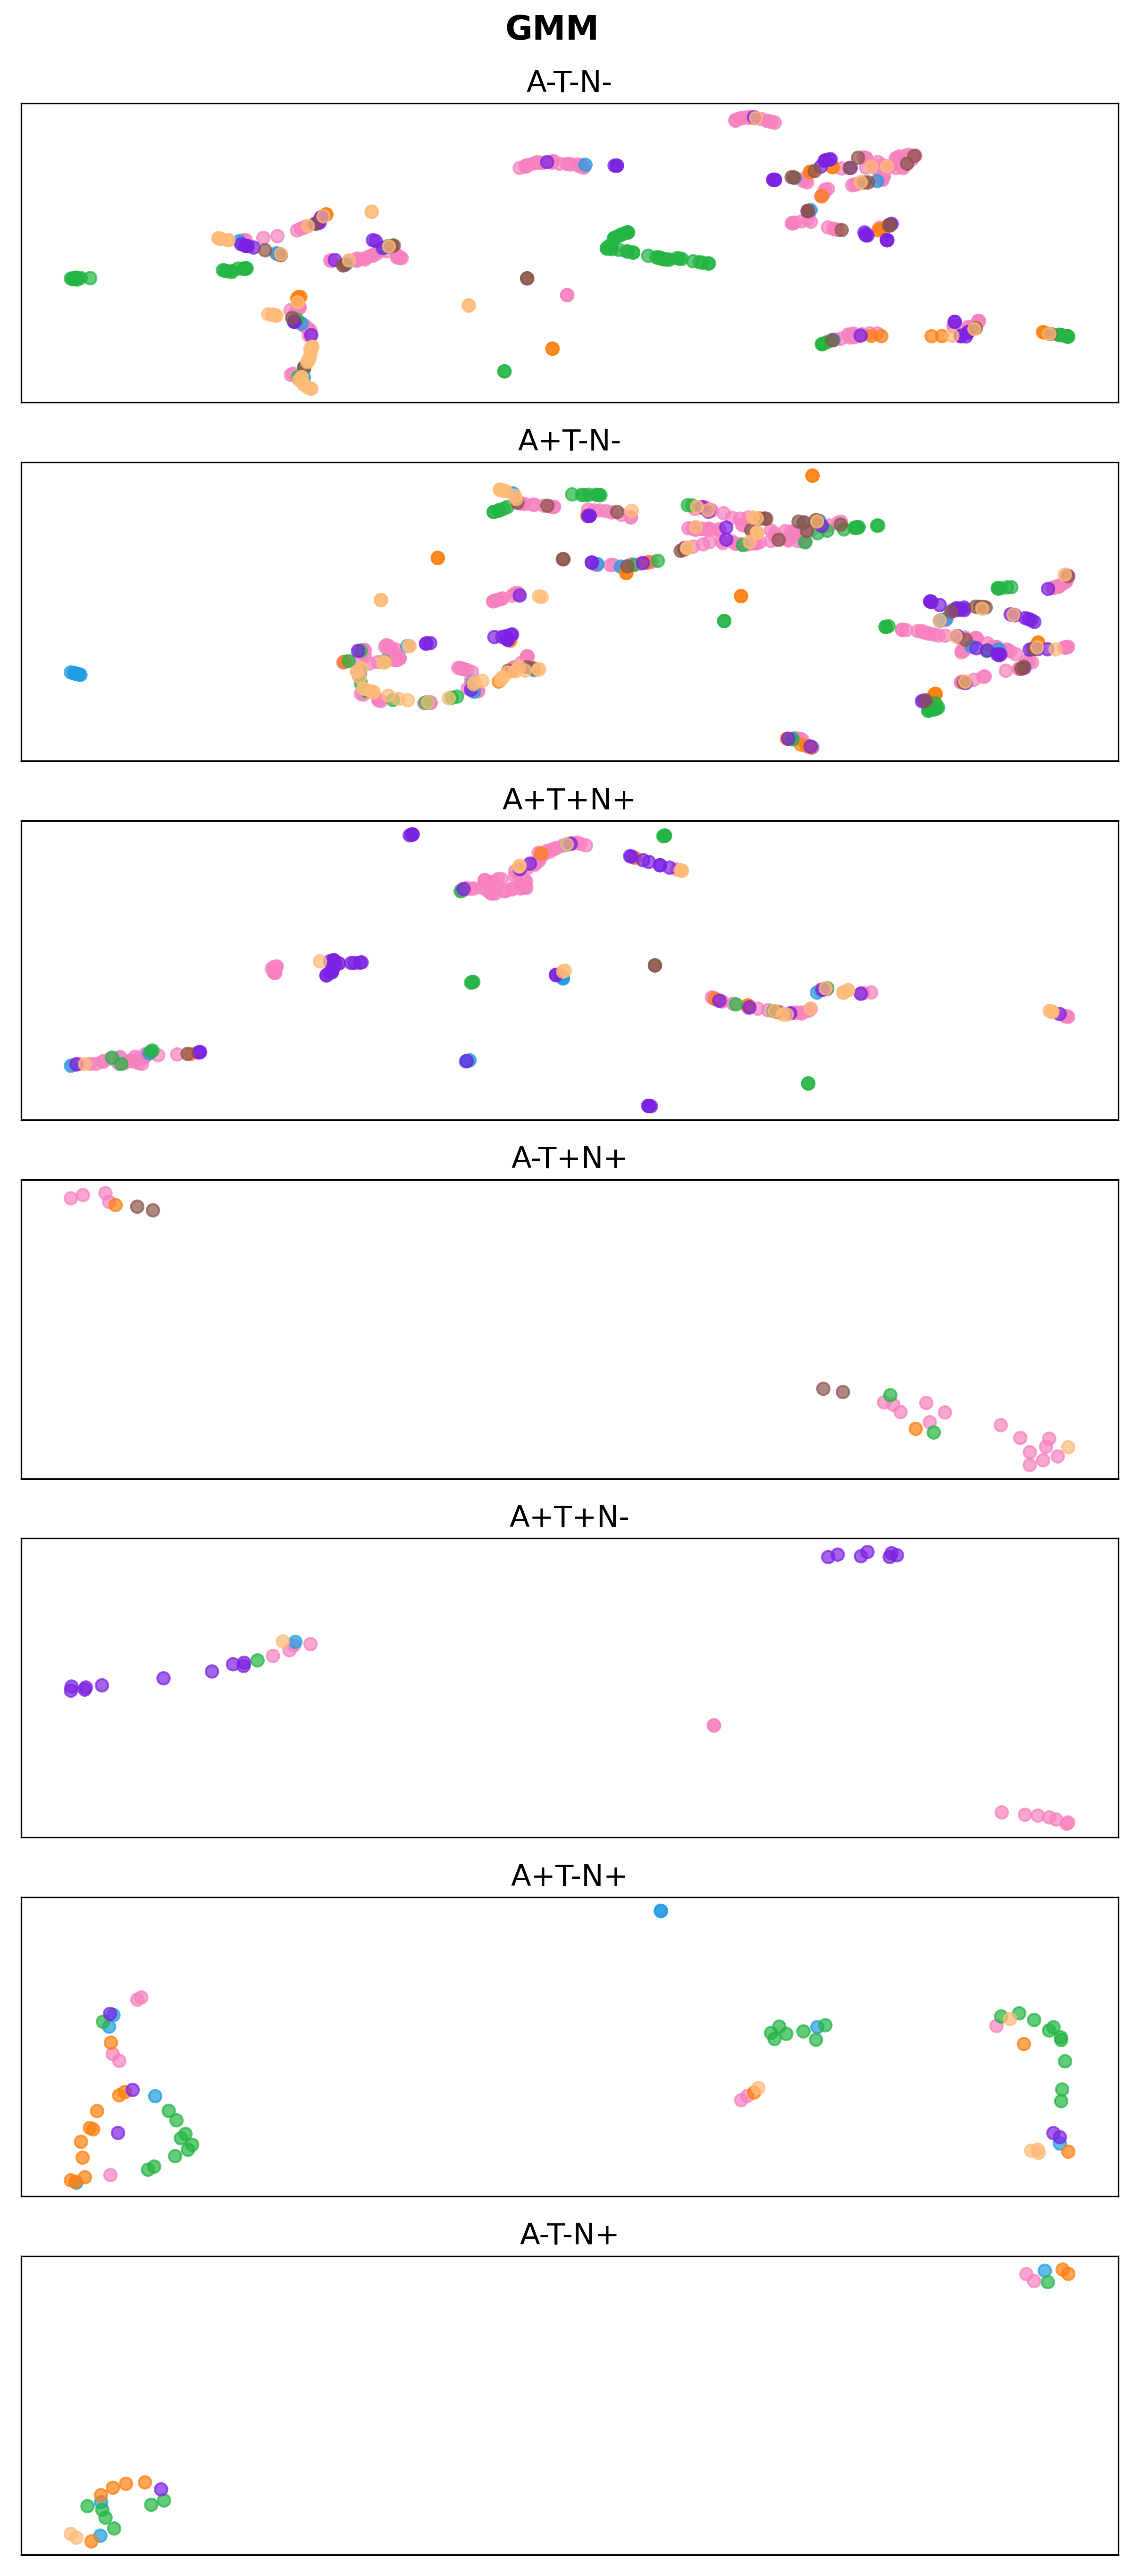 GMM
A-T-N-
A+T-N-
A+T+N+
A-T+N+
A+T+N-
A+T-N+
A-T-N+